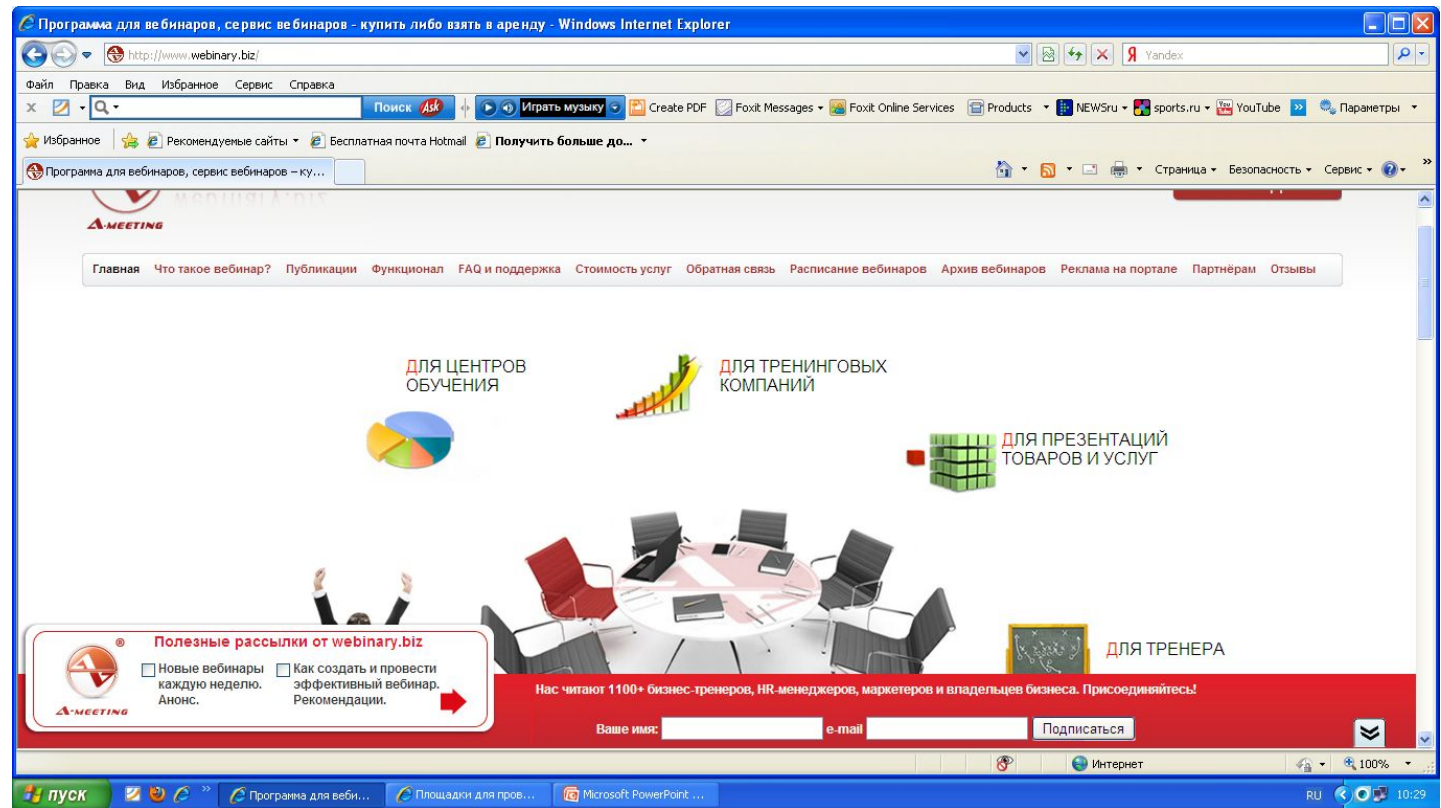 Программа для вебинаров, сервис вебинаров - купить либо взять в аренду - Windows Internet Explorer
http://www.webinary.biz/
Я Yandex
Файл Правка Вид Избранное Сервис Справка
Поиск Ask Играть музыку Create PDF Foxit Messages Foxit Online Services Products NEWSru sports.ru YouTube Параметры
Избранное Рекомендуемые сайты Бесплатная почта Hotmail Получить больше до...
Программа для вебинаров, сервис вебинаров – ку...
Страница Безопасность Сервис
A-MEETING
Главная Что такое вебинар? Публикации Функционал FAQ и поддержка Стоимость услуг Обратная связь Расписание вебинаров Архив вебинаров Реклама на портале Партнёрам Отзывы
ДЛЯ ЦЕНТРОВ
ОБУЧЕНИЯ
ДЛЯ ТРЕНИНГОВЫХ
КОМПАНИЙ
ДЛЯ ПРЕЗЕНТАЦИЙ
ТОВАРОВ И УСЛУГ
ДЛЯ ТРЕНЕРА
Полезные рассылки от webinary.biz
Новые вебинары
каждую неделю.
Анонс.
Как создать и провести
эффективный вебинар.
Рекомендации.
A-MEETING
Нас читают 1100+ бизнес-тренеров, HR-менеджеров, маркетеров и владельцев бизнеса. Присоединяйтесь!
Ваше имя: e-mail Подписаться
Интернет 100%
пуск Программа для веби... Площадки для пров... Microsoft PowerPoint ... RU 10:29